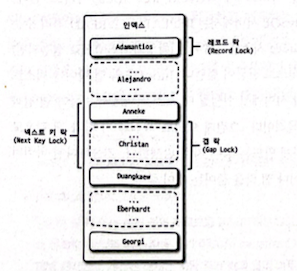 인덱스
Adamantios
레코드 락
(Record Lock)
...
Alejandro
...
Anneke
넥스트 키 락
(Next Key Lock)
...
Christan
...
갭 락
(Gap Lock)
Duangkaew
...
Eberhardt
...
Georgi